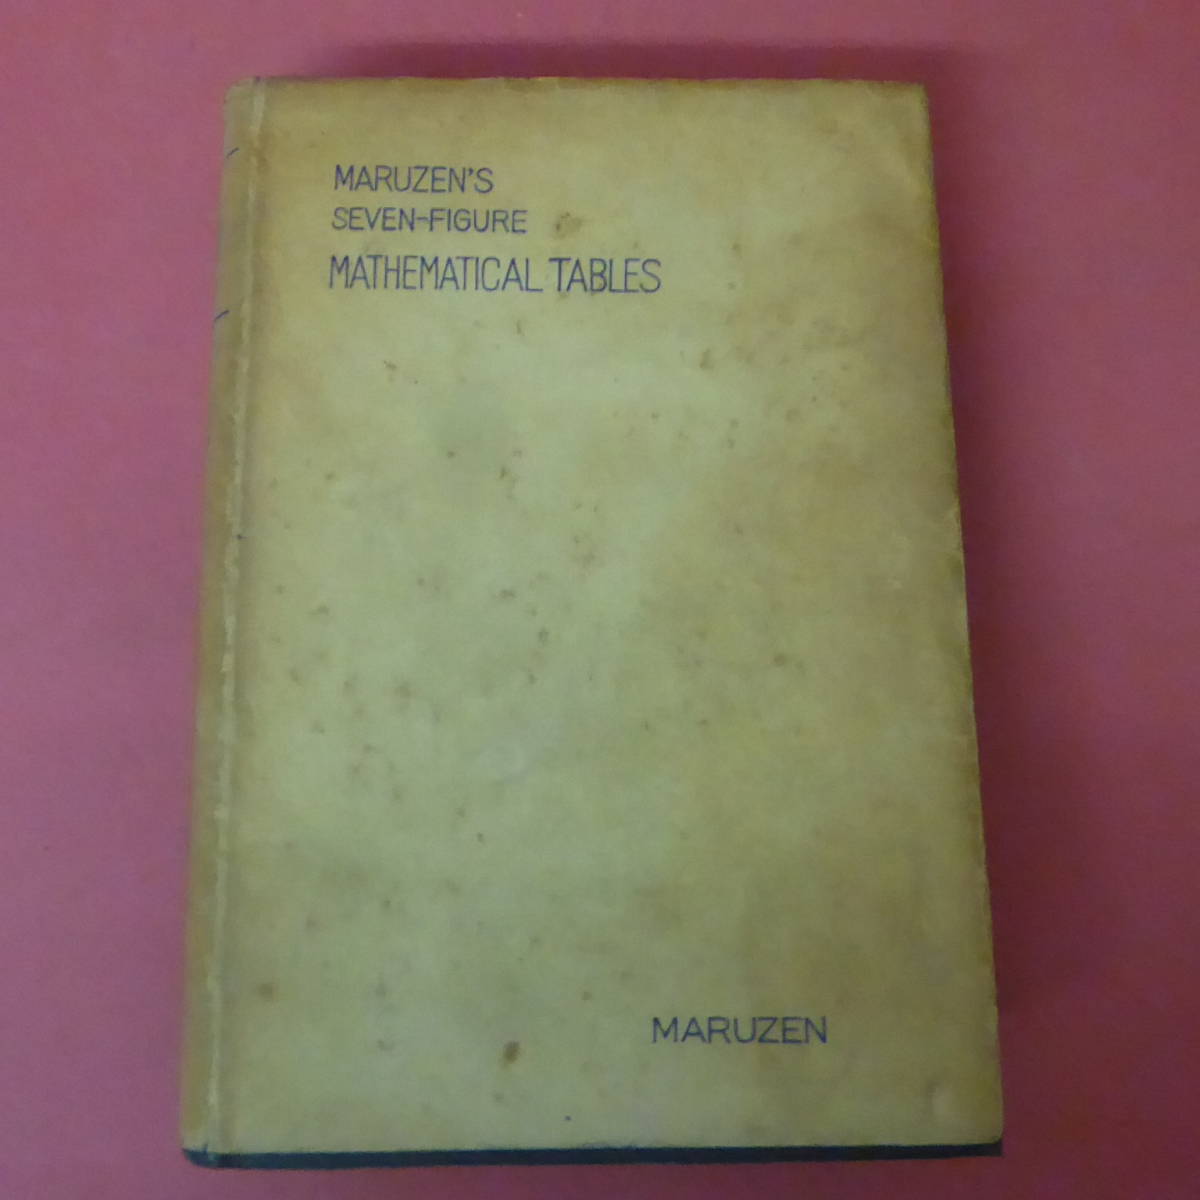 MARUZEN'S
SEVEN-FIGURE
MATHEMATICAL TABLES
MARUZEN